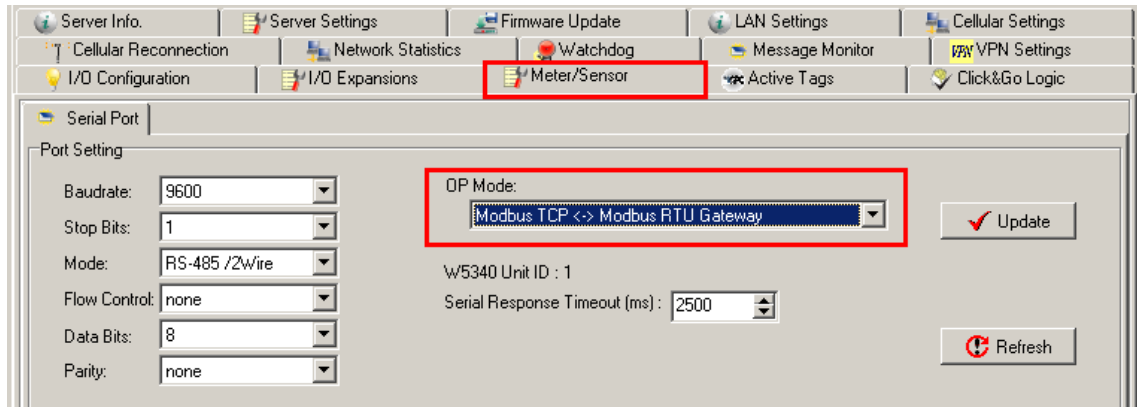 Server Info. Server Settings Firmware Update LAN Settings Cellular Settings
Cellular Reconnection Network Statistics Watchdog Message Monitor VPN VPN Settings
I/O Configuration I/O Expansions Meter/Sensor Active Tags Click&Go Logic
Serial Port
Port Setting
Baudrate: 9600
Stop Bits: 1
Mode: RS-485 /2Wire
Flow Control: none
Data Bits: 8
Parity: none
OP Mode:
Modbus TCP <-> Modbus RTU Gateway
W5340 Unit ID : 1
Serial Response Timeout (ms) : 2500
Update
Refresh